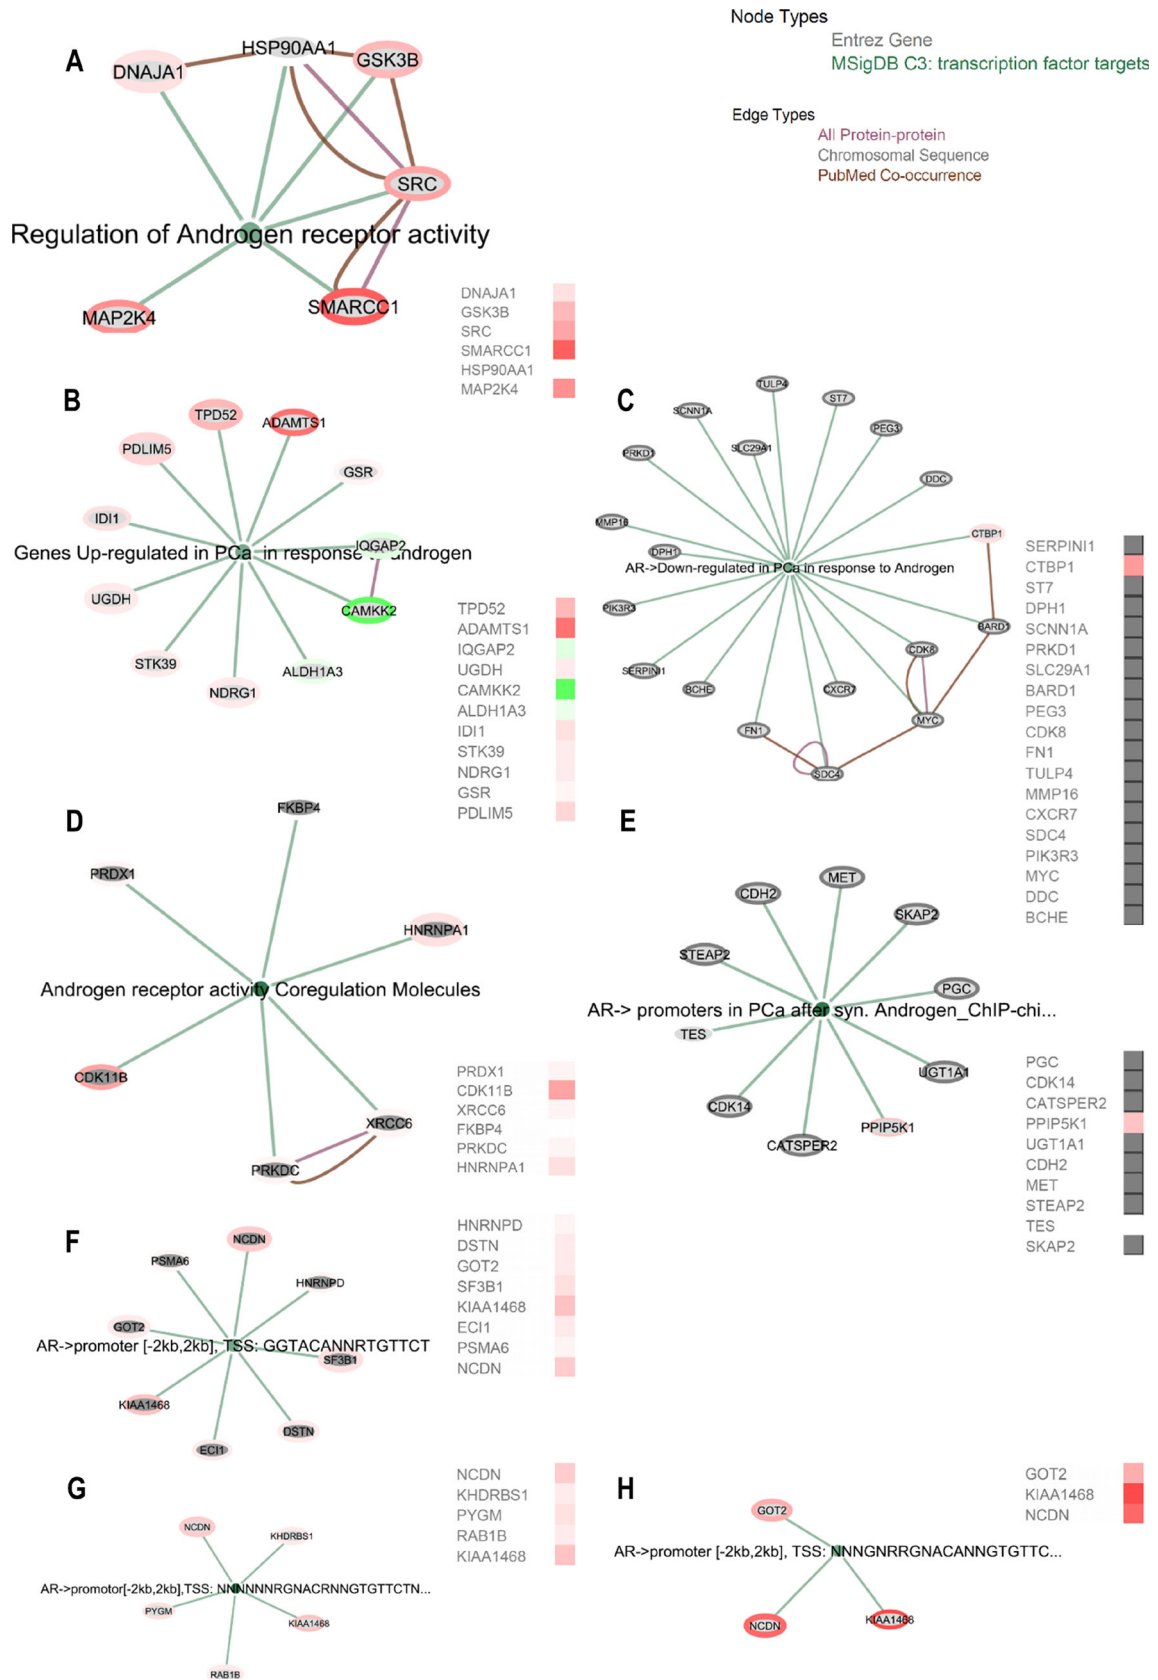 Node Types
Entrez Gene
MSigDB C3: transcription factor targets
Edge Types
All Protein-protein
Chromosomal Sequence
PubMed Co-occurrence
A
HSP90AA1
DNAJA1
GSK3B
SRC
Regulation of Androgen receptor activity
SMARCC1
MAP2K4
DNAJA1
GSK3B
SRC
SMARCC1
HSP90AA1
MAP2K4
B
TPD52
ADAMTS1
PDLIM5
GSR
IDI1
IQGAP2
Genes Up-regulated in PCa in response to androgen
UGDH
CAMKK2
STK39
ALDH1A3
NDRG1
TPD52
ADAMTS1
IQGAP2
UGDH
CAMKK2
ALDH1A3
IDI1
STK39
NDRG1
GSR
PDLIM5
C
TULP4
ST7
SCNN1A
PEG3
SLC29A1
PRKD1
DDC
MMP16
CTBP1
DPH1
AR->Down-regulated in PCa in response to Androgen
PIK3R3
BARD1
CDK8
SERPINI1
BCHE
CXCR7
MYC
FN1
SDC4
SERPINI1
CTBP1
ST7
DPH1
SCNN1A
PRKD1
SLC29A1
BARD1
PEG3
CDK8
FN1
TULP4
MMP16
CXCR7
SDC4
PIK3R3
MYC
DDC
BCHE
D
FKBP4
PRDX1
HNRNPA1
Androgen receptor activity Coregulation Molecules
CDK11B
XRCC6
PRKDC
PRDX1
CDK11B
XRCC6
FKBP4
PRKDC
HNRNPA1
E
MET
CDH2
SKAP2
STEAP2
PGC
AR-> promoters in PCa after syn. Androgen_ChIP-chi...
TES
UGT1A1
CDK14
PPIP5K1
CATSPER2
PGC
CDK14
CATSPER2
PPIP5K1
UGT1A1
CDH2
MET
STEAP2
TES
SKAP2
F
NCDN
PSMA6
HNRNPD
GOT2
AR->promoter [-2kb,2kb], TSS: GGTACANNRTGTTCT
SF3B1
KIAA1468
DSTN
ECI1
HNRNPD
DSTN
GOT2
SF3B1
KIAA1468
ECI1
PSMA6
NCDN
G
NCDN
KHDRBS1
AR->promotor[-2kb,2kb],TSS: NNNNNNRGNACRNNGTGTTCTN...
PYGM
KIAA1468
RAB1B
NCDN
KHDRBS1
PYGM
RAB1B
KIAA1468
H
GOT2
AR->promoter [-2kb,2kb], TSS: NNNGNRRGNACANNGTGTTC...
NCDN
KIAA1468
GOT2
KIAA1468
NCDN